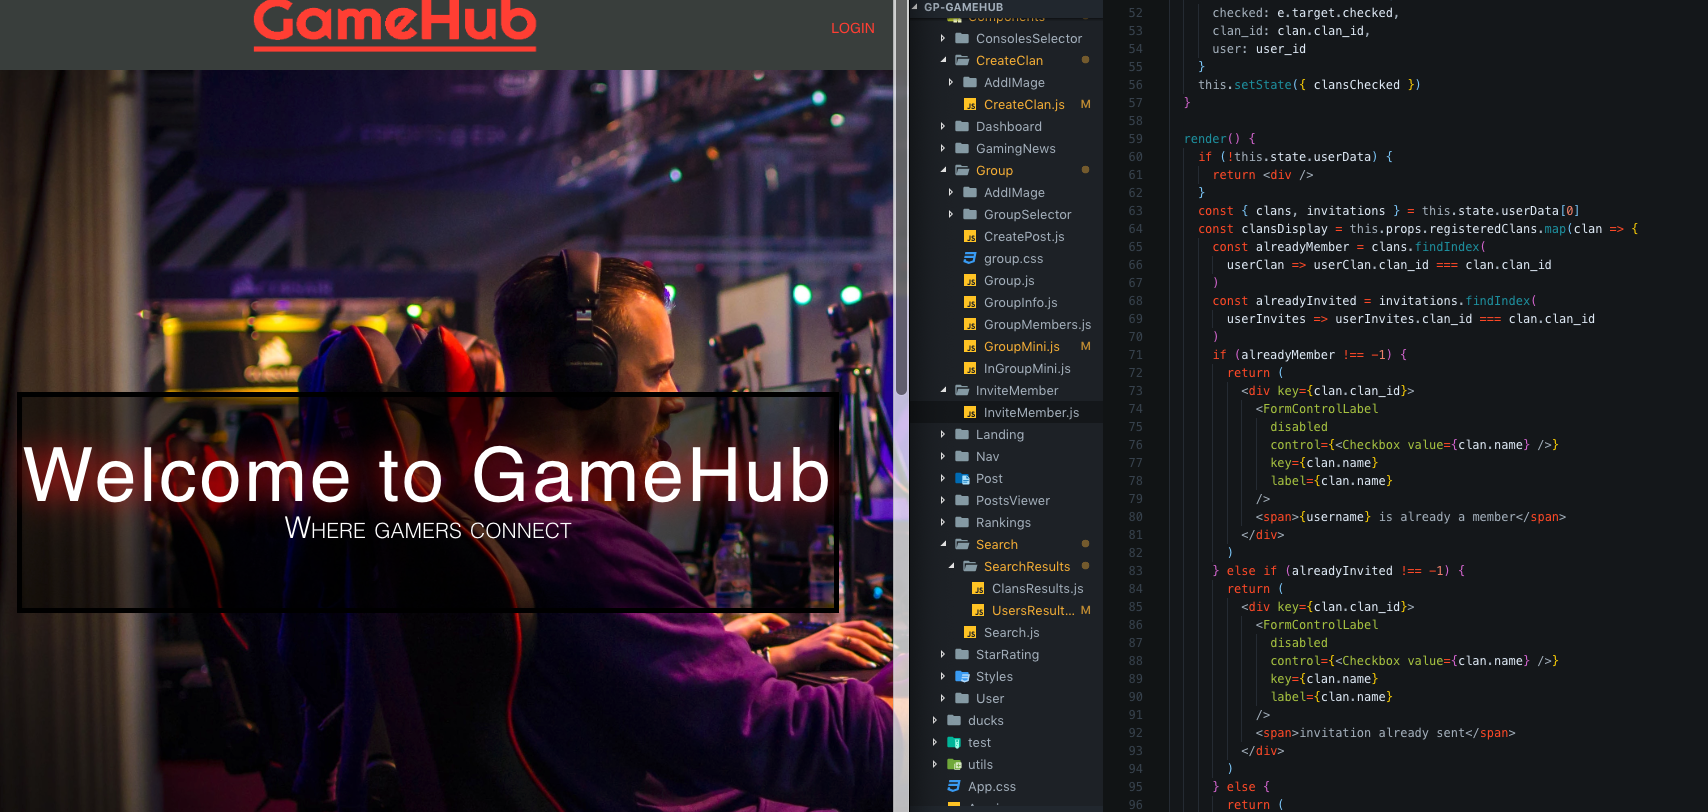 GameHub
LOGIN
Welcome to GameHub
Where gamers connect
GP-GAMEHUB
Components
ConsolesSelector
CreateClan
AddIMage
CreateClan.js M
Dashboard
GamingNews
Group
AddIMage
GroupSelector
CreatePost.js
group.css
Group.js
GroupInfo.js
GroupMembers.js
GroupMini.js M
InGroupMini.js
InviteMember
InviteMember.js
Landing
Nav
Post
PostsViewer
Rankings
Search
SearchResults
ClansResults.js
UsersResult... M
Search.js
StarRating
Styles
User
ducks
test
utils
App.css
52 checked: e.target.checked,
53 clan_id: clan.clan_id,
54 user: user_id
55 }
56 this.setState({ clansChecked })
57 }
58
59 render() {
60 if (!this.state.userData) {
61 return <div />
62 }
63 const { clans, invitations } = this.state.userData[0]
64 const clansDisplay = this.props.registeredClans.map(clan => {
65 const alreadyMember = clans.findIndex(
66 userClan => userClan.clan_id === clan.clan_id
67 )
68 const alreadyInvited = invitations.findIndex(
69 userInvites => userInvites.clan_id === clan.clan_id
70 )
71 if (alreadyMember !== -1) {
72 return (
73 <div key={clan.clan_id}>
74 <FormControlLabel
75 disabled
76 control={<Checkbox value={clan.name} />}
77 key={clan.name}
78 label={clan.name}
79 />
80 <span>{username} is already a member</span>
81 </div>
82 )
83 } else if (alreadyInvited !== -1) {
84 return (
85 <div key={clan.clan_id}>
86 <FormControlLabel
87 disabled
88 control={<Checkbox value={clan.name} />}
89 key={clan.name}
90 label={clan.name}
91 />
92 <span>invitation already sent</span>
93 </div>
94 )
95 } else {
96 return (